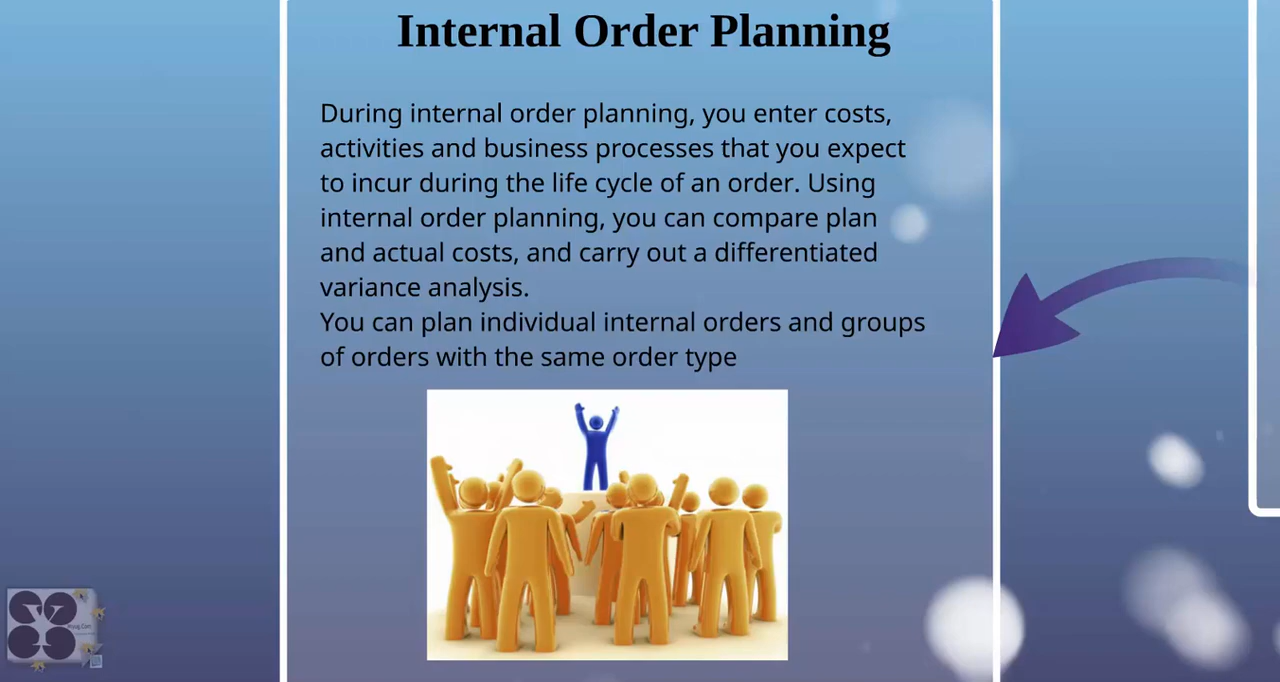 Internal Order Planning
During internal order planning, you enter costs,
activities and business processes that you expect
to incur during the life cycle of an order. Using
internal order planning, you can compare plan
and actual costs, and carry out a differentiated
variance analysis.
You can plan individual internal orders and groups
of orders with the same order type